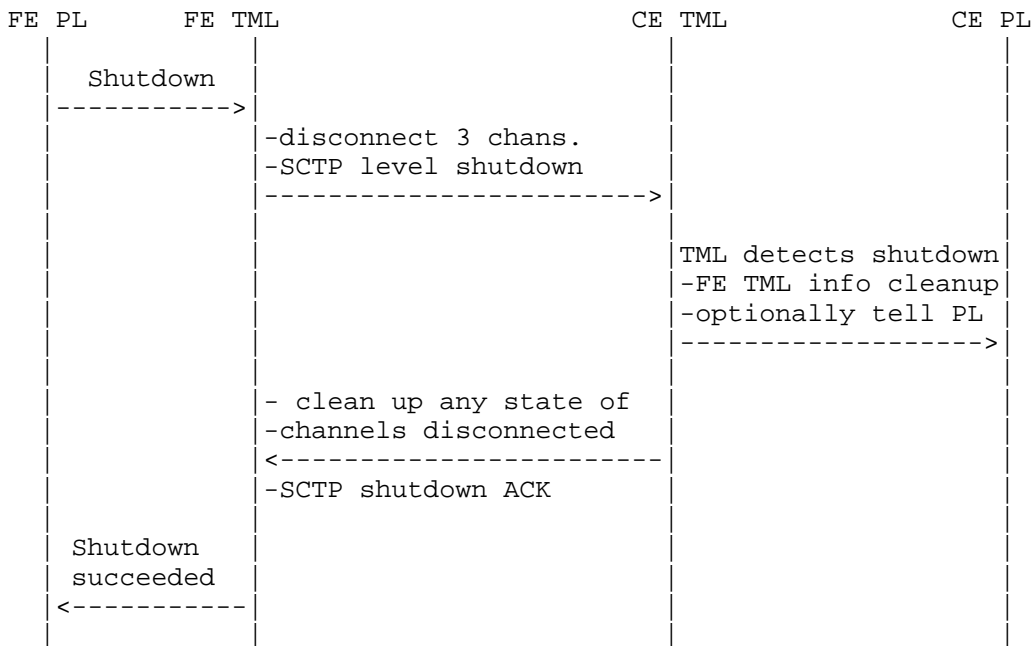 FE PL FE TML CE TML CE PL
Shutdown
-disconnect 3 chans.
-SCTP level shutdown
TML detects shutdown
-FE TML info cleanup
-optionally tell PL
- clean up any state of
-channels disconnected
-SCTP shutdown ACK
Shutdown
succeeded